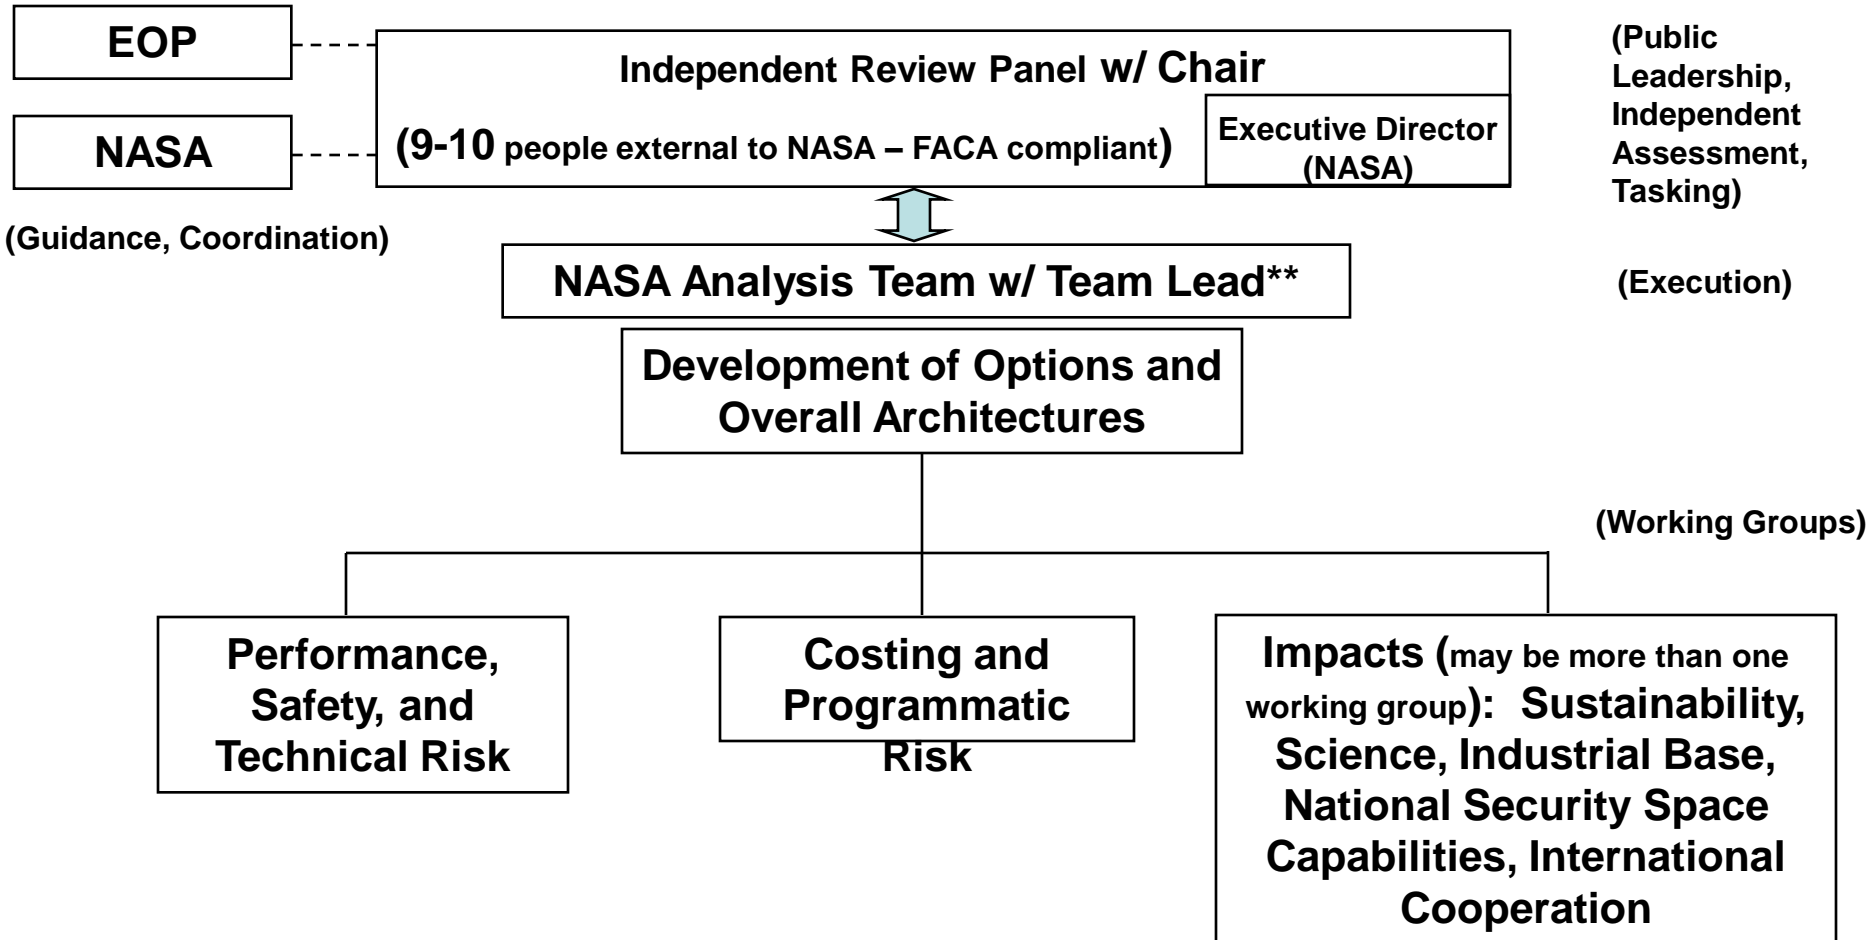 EOP
NASA
(Guidance, Coordination)
Independent Review Panel w/ Chair
(9-10 people external to NASA – FACA compliant)
Executive Director
(NASA)
(Public
Leadership,
Independent
Assessment,
Tasking)
NASA Analysis Team w/ Team Lead**
(Execution)
Development of Options and
Overall Architectures
(Working Groups)
Performance,
Safety, and
Technical Risk
Costing and
Programmatic
Risk
Impacts (may be more than one
working group): Sustainability,
Science, Industrial Base,
National Security Space
Capabilities, International
Cooperation